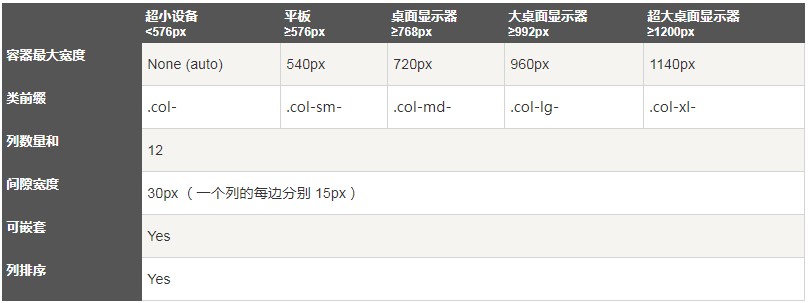 超小设备 平板 桌面显示器 大桌面显示器 超大桌面显示器
<576px ≥576px ≥768px ≥992px ≥1200px
容器最大宽度 None (auto) 540px 720px 960px 1140px
类前缀 .col- .col-sm- .col-md- .col-lg- .col-xl-
列数量和 12
间隙宽度 30px（一个列的每边分别 15px）
可嵌套 Yes
列排序 Yes